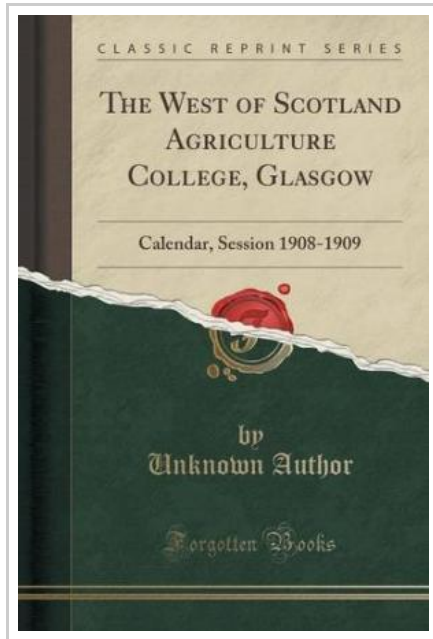 CLASSIC REPRINT SERIES
THE WEST OF SCOTLAND
AGRICULTURE
COLLEGE, GLASGOW
Calendar, Session 1908-1909
F
by
Unknown Author
Forgotten Books